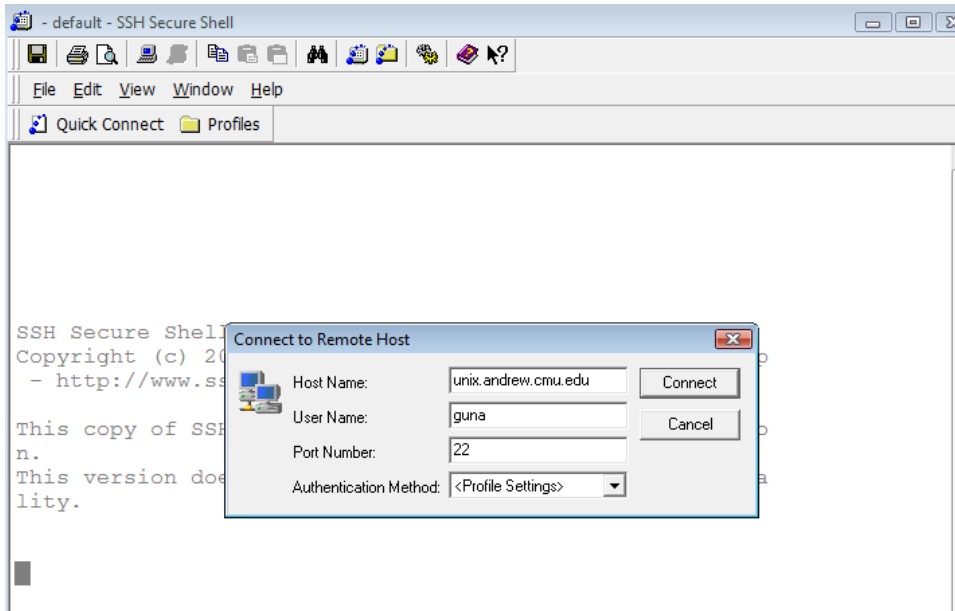 - default - SSH Secure Shell
File Edit View Window Help
Quick Connect Profiles
SSH Secure Shell
Copyright (c) 20
- http://www.ss
This copy of SSH
n.
This version doe
lity.
Connect to Remote Host
Host Name: unix.andrew.cmu.edu Connect
User Name: guna Cancel
Port Number: 22
Authentication Method: <Profile Settings>